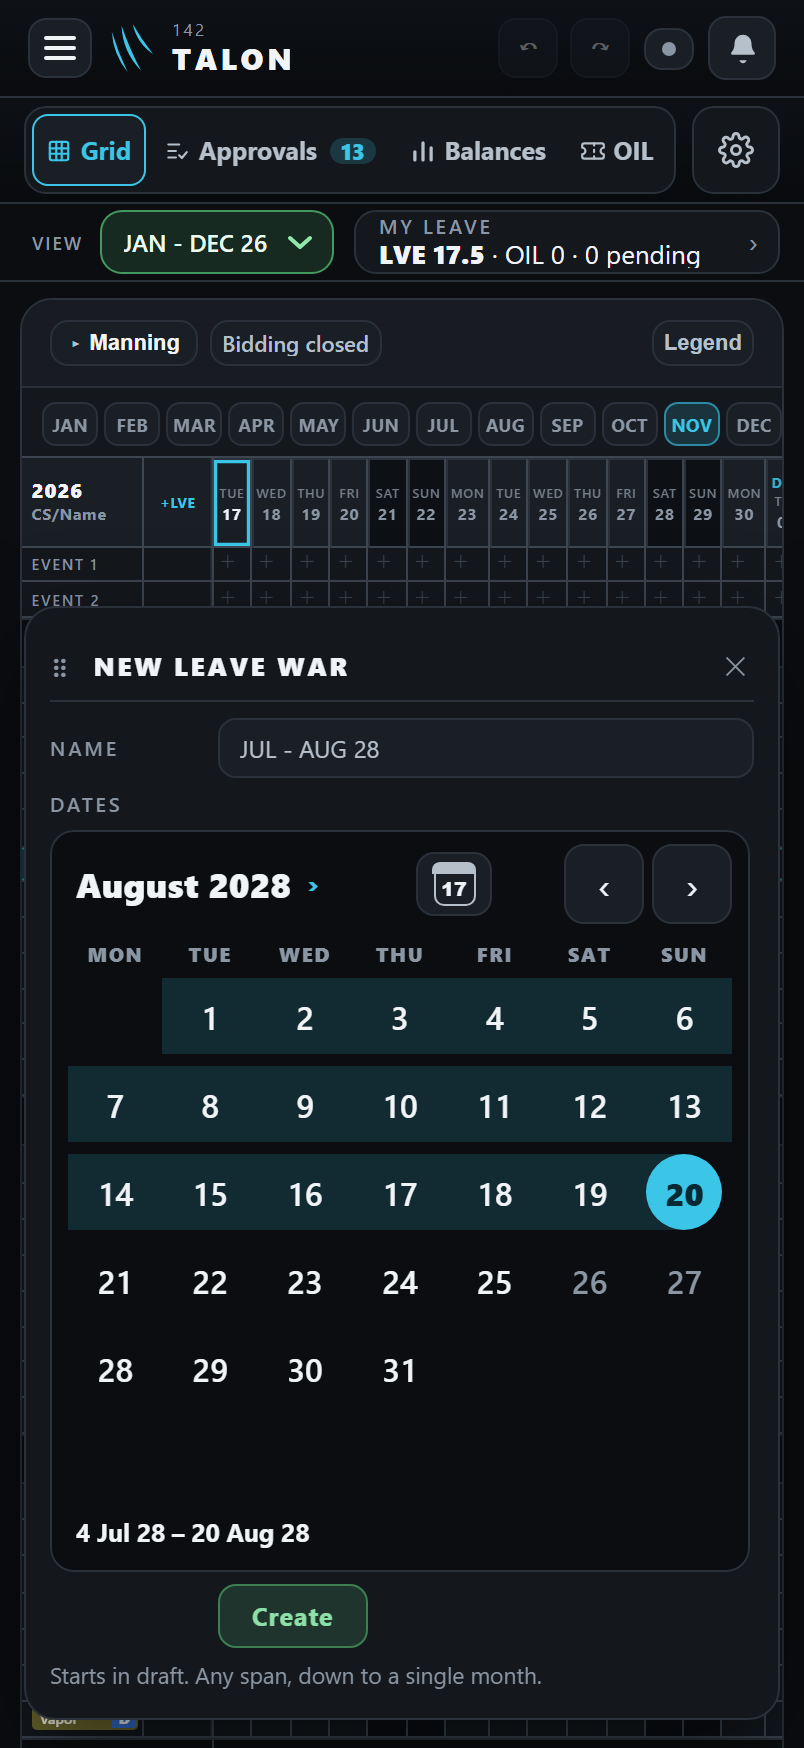 142
TALON
Grid
Approvals 13
Balances
OIL
VIEW
JAN - DEC 26
MY LEAVE
LVE 17.5 · OIL 0 · 0 pending
Manning
Bidding closed
Legend
JAN FEB MAR APR MAY JUN JUL AUG SEP OCT NOV DEC
2026
CS/Name
+LVE
TUE WED THU FRI SAT SUN MON TUE WED THU FRI SAT SUN MON
17 18 19 20 21 22 23 24 25 26 27 28 29 30
EVENT 1
EVENT 2
NEW LEAVE WAR
NAME
JUL - AUG 28
DATES
August 2028
17
MON TUE WED THU FRI SAT SUN
1 2 3 4 5 6
7 8 9 10 11 12 13
14 15 16 17 18 19 20
21 22 23 24 25 26 27
28 29 30 31
4 Jul 28 – 20 Aug 28
Create
Starts in draft. Any span, down to a single month.
Vapor